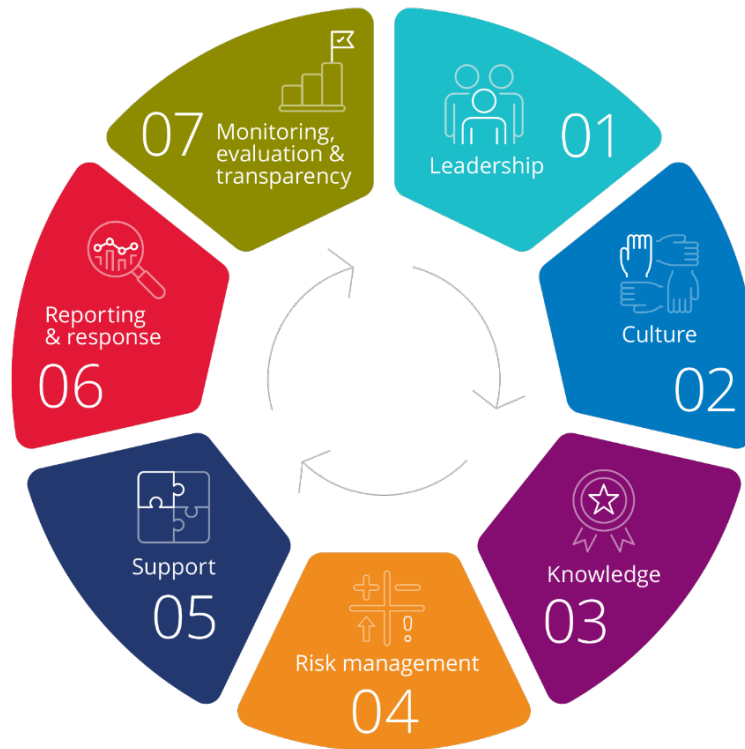 01
Leadership
02
Culture
03
Knowledge
04
Risk management
05
Support
06
Reporting
& response
07
Monitoring,
evaluation &
transparency